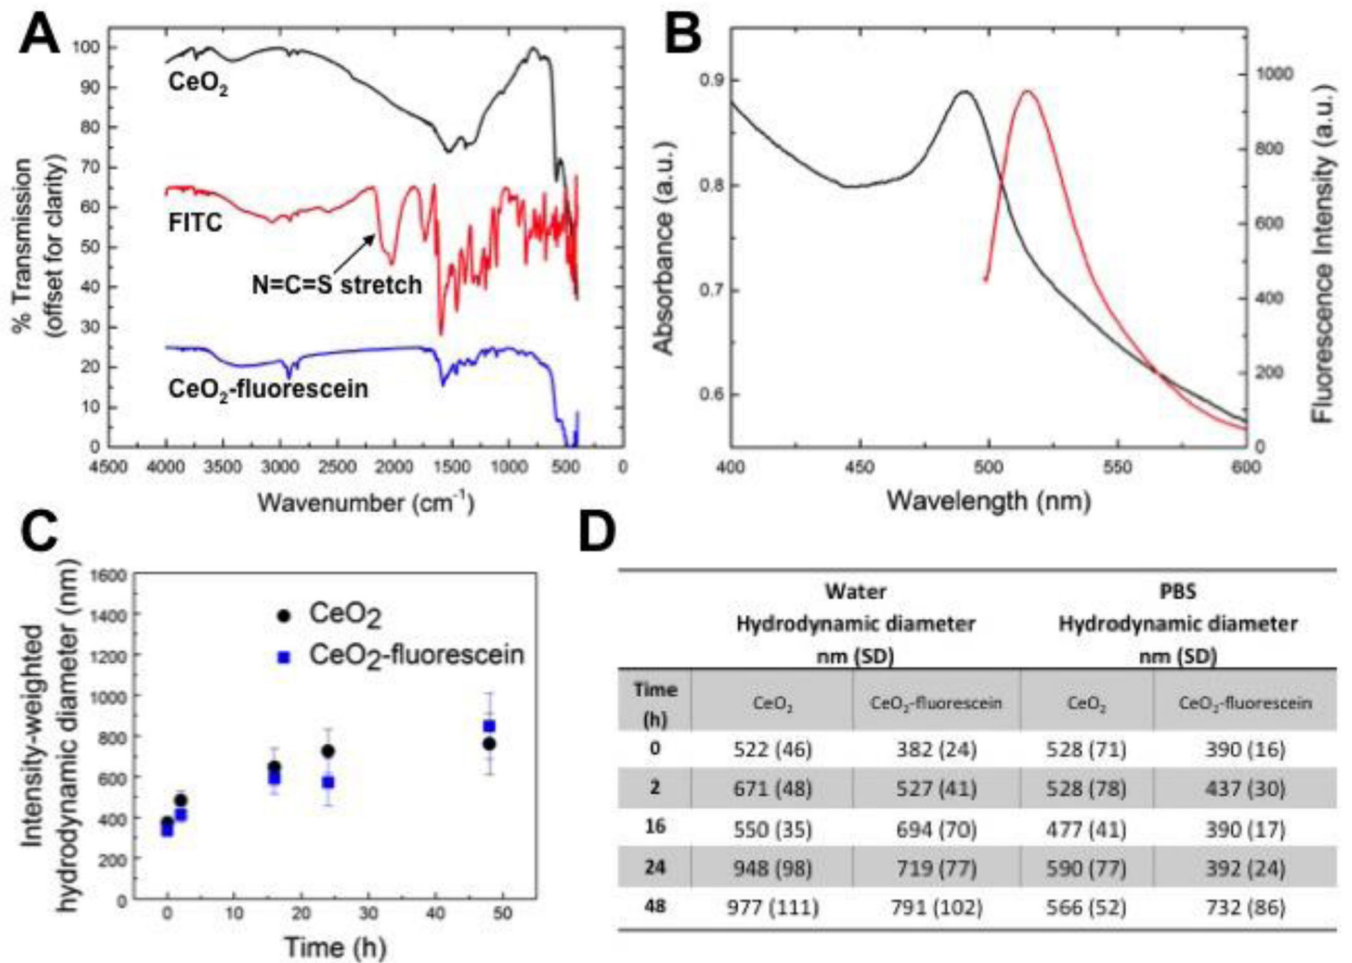 A
100
90
80
70
60
50
40
30
20
10
0
% Transmission
(offset for clarity)
CeO2
FITC
N=C=S stretch
CeO2-fluorescein
4500 4000 3500 3000 2500 2000 1500 1000 500 0
Wavenumber (cm-1)
B
0.9
0.8
0.7
0.6
Absorbance (a.u.)
1000
800
600
400
200
0
Fluorescence Intensity (a.u.)
400 450 500 550 600
Wavelength (nm)
C
1600
1400
1200
1000
800
600
400
200
0
Intensity-weighted
hydrodynamic diameter (nm)
CeO2
CeO2-fluorescein
0 10 20 30 40 50
Time (h)
D
Water PBS
Hydrodynamic diameter Hydrodynamic diameter
nm (SD) nm (SD)
Time
(h) CeO2 CeO2-fluorescein CeO2 CeO2-fluorescein
0 522 (46) 382 (24) 528 (71) 390 (16)
2 671 (48) 527 (41) 528 (78) 437 (30)
16 550 (35) 694 (70) 477 (41) 390 (17)
24 948 (98) 719 (77) 590 (77) 392 (24)
48 977 (111) 791 (102) 566 (52) 732 (86)